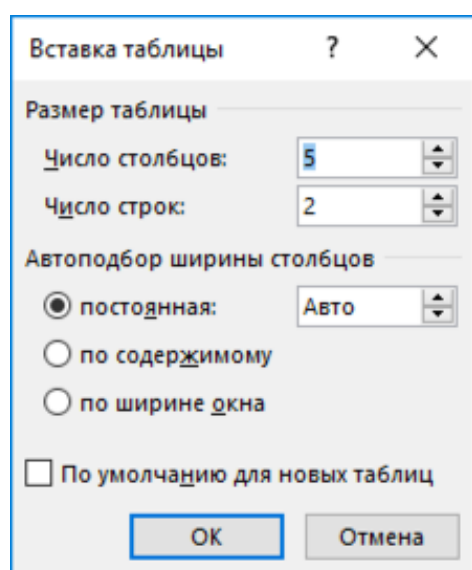 Вставка таблицы ? ×
Размер таблицы
Число столбцов: 5
Число строк: 2
Автоподбор ширины столбцов
постоянная: Авто
по содержимому
по ширине окна
По умолчанию для новых таблиц
ОК Отмена